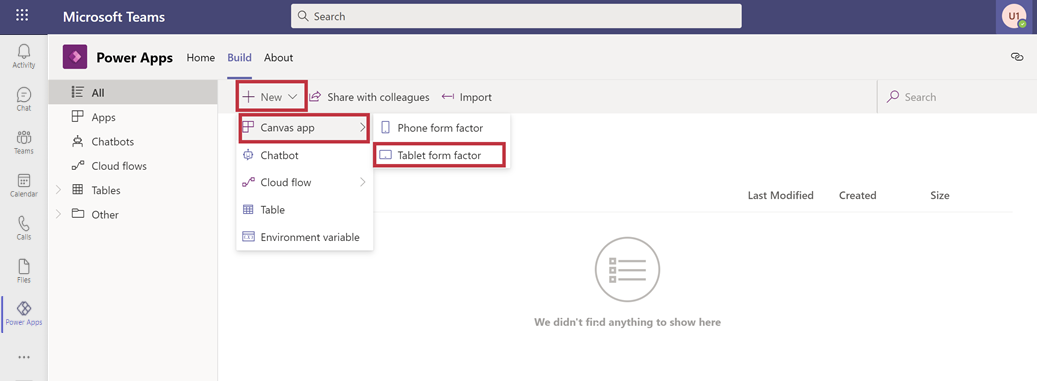 Microsoft Teams
Search
U1
Activity
Chat
Teams
Calendar
Calls
Files
Power Apps
Power Apps
Home
Build
About
All
Apps
Chatbots
Cloud flows
Tables
Other
New
Share with colleagues
Import
Search
Canvas app
Chatbot
Cloud flow
Table
Environment variable
Phone form factor
Tablet form factor
Last Modified
Created
Size
We didn't find anything to show here